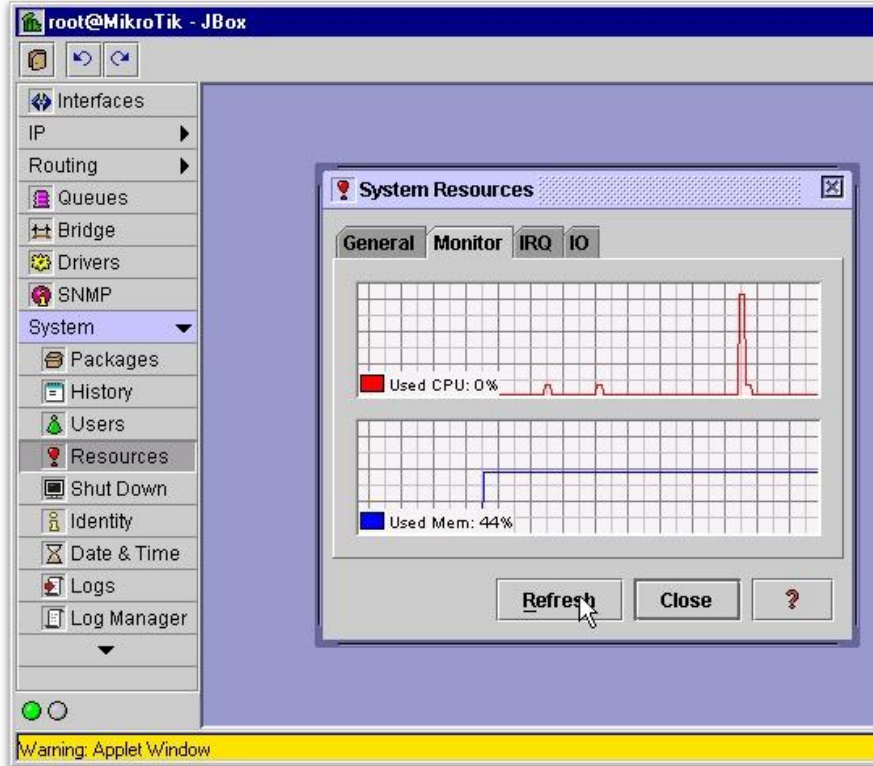 root@MikroTik - JBox
Interfaces
IP
Routing
Queues
Bridge
Drivers
SNMP
System
Packages
History
Users
Resources
Shut Down
Identity
Date & Time
Logs
Log Manager
System Resources
General Monitor IRQ IO
Used CPU: 0%
Used Mem: 44%
Refresh Close ?
Warning: Applet Window